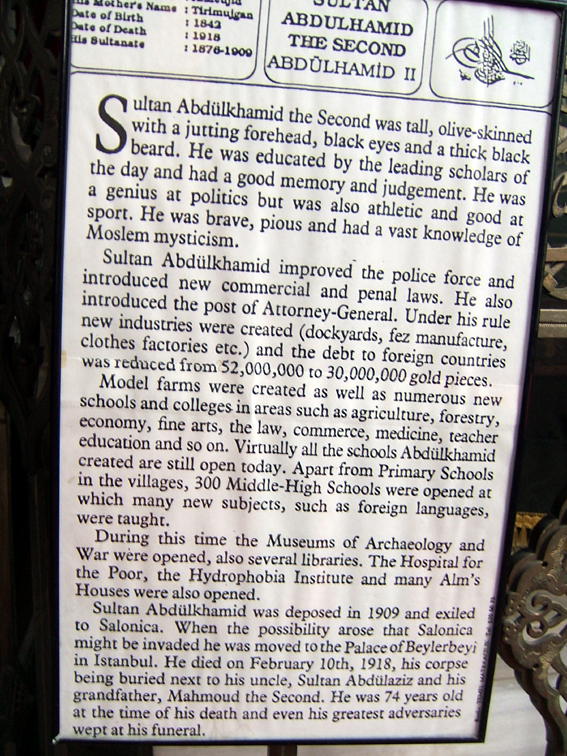 Mother's Name : Tirimujgan
Date of Birth : 1842
Date of Death : 1918
His Sultanate : 1876-1909
SULTAN
ABDULHAMID
THE SECOND
ABDÜLHAMİD II
Sultan Abdülkhamid the Second was tall, olive-skinned
with a jutting forehead, black eyes and a thick black
beard. He was educated by the leading scholars of
the day and had a good memory and judgement. He was
a genius at politics but was also athletic and good at
sport. He was brave, pious and had a vast knowledge of
Moslem mysticism.
Sultan Abdülkhamid improved the police force and
introduced new commercial and penal laws. He also
introduced the post of Attorney-General. Under his rule
new industries were created (dockyards, fez manufacture,
clothes factories etc.) and the debt to foreign countries
was reduced from 52,000,000 to 30,000,000 gold pieces.
Model farms were created as well as numerous new
schools and colleges in areas such as agriculture, forestry,
economy, fine arts, the law, commerce, medicine, teacher
education and so on. Virtually all the schools Abdülkhamid
created are still open today. Apart from Primary Schools
in the villages, 300 Middle-High Schools were opened at
which many new subjects, such as foreign languages,
were taught.
During this time the Museums of Archaeology and
War were opened, also several libraries. The Hospital for
the Poor, the Hydrophobia Institute and many Alm's
Houses were also opened.
Sultan Abdülkhamid was deposed in 1909 and exiled
to Salonica. When the possibility arose that Salonica
might be invaded he was moved to the Palace of Beylerbeyi
in Istanbul. He died on February 10th, 1918, his corpse
being buried next to his uncle, Sultan Abdülaziz and his
grandfather, Mahmoud the Second. He was 74 years old
at the time of his death and even his greatest adversaries
wept at his funeral.